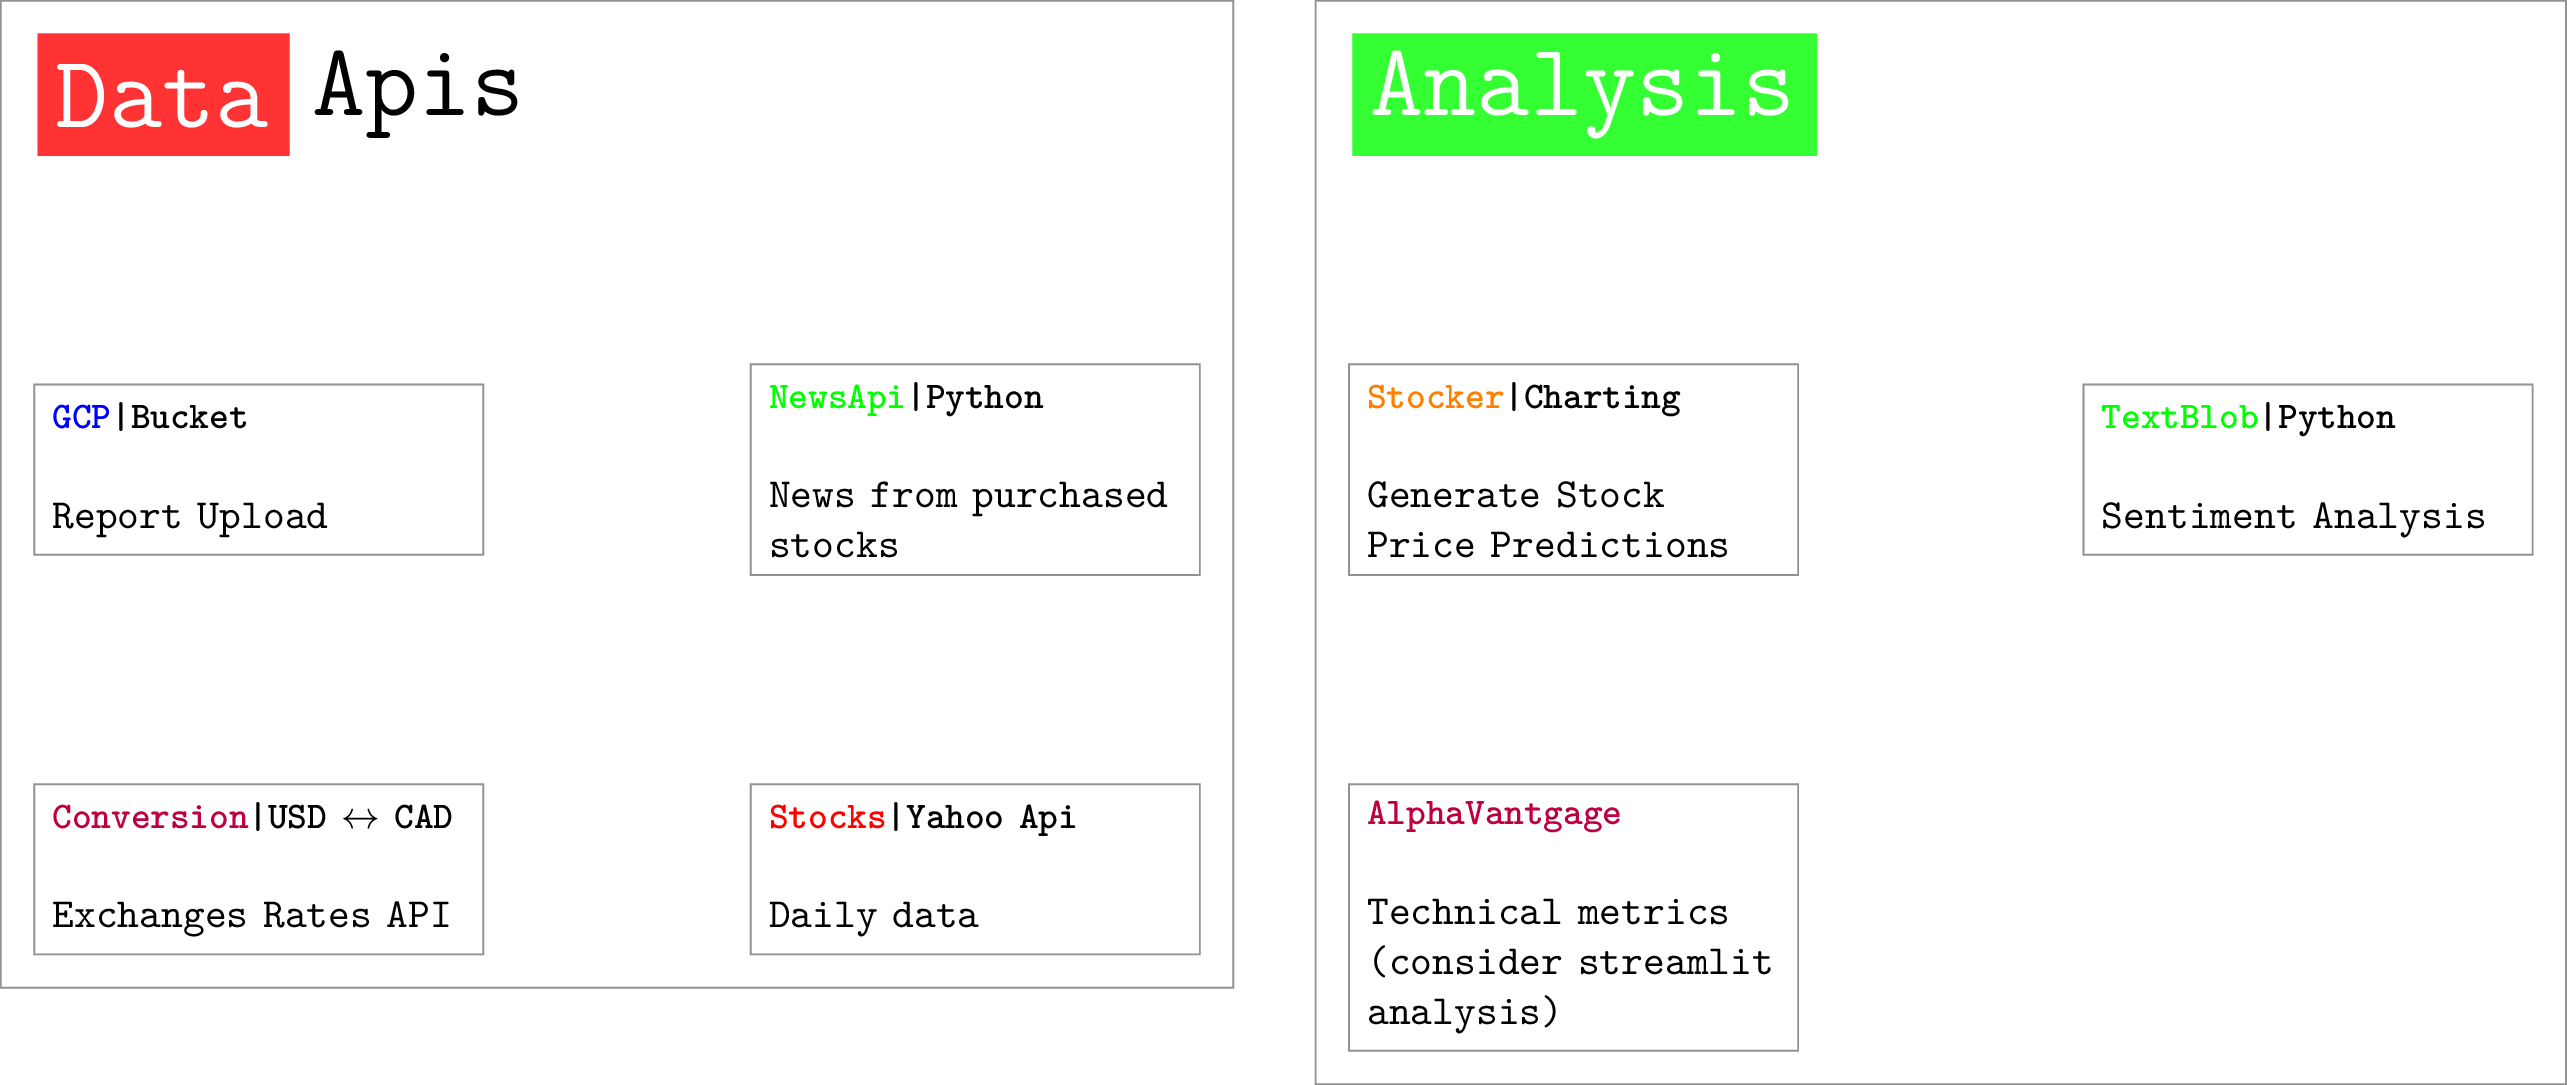 Data Apis
GCP|Bucket
Report Upload
NewsApi|Python
News from purchased
stocks
Conversion|USD ↔ CAD
Exchanges Rates API
Stocks|Yahoo Api
Daily data
Analysis
Stocker|Charting
Generate Stock
Price Predictions
TextBlob|Python
Sentiment Analysis
AlphaVantgage
Technical metrics
(consider streamlit
analysis)